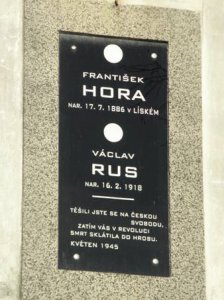 FRANTIŠEK
HORA
NAR. 17. 7. 1886 V LÍSKÉM
VÁCLAV
RUS
NAR. 16. 2. 1918
TĚŠILI JSTE SE NA ČESKOU
SVOBODU,
ZATÍM VÁS V REVOLUCI
SMRT SKLÁTILA DO HROBU.
KVĚTEN 1945